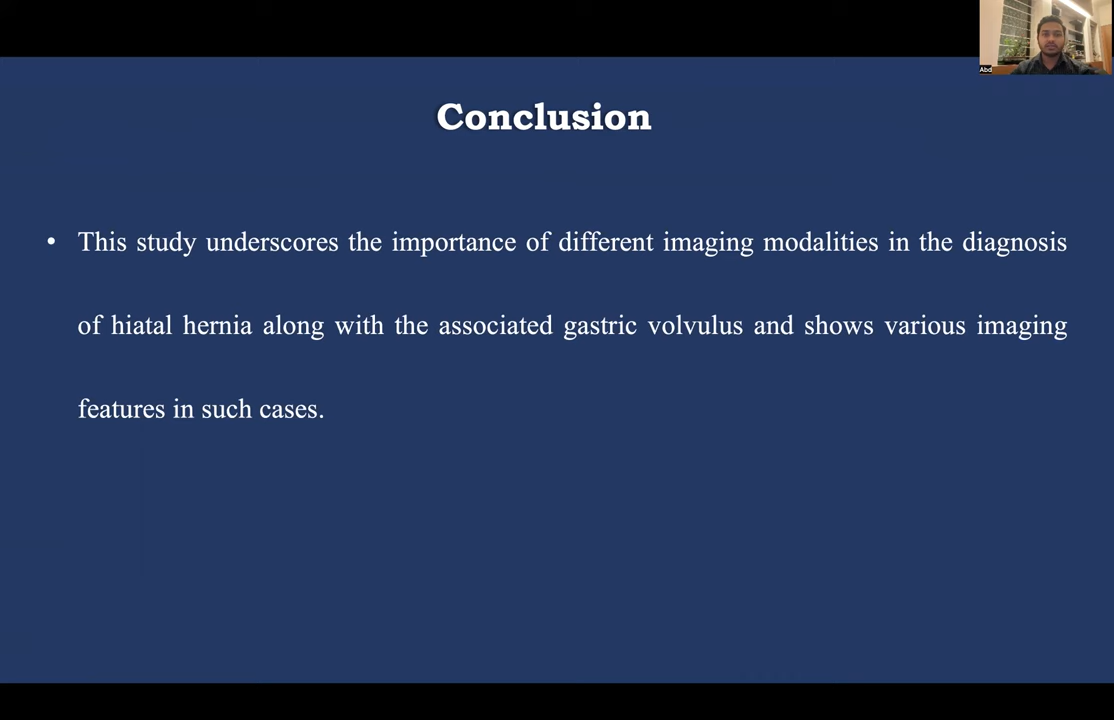 Abd
Conclusion
• This study underscores the importance of different imaging modalities in the diagnosis
of hiatal hernia along with the associated gastric volvulus and shows various imaging
features in such cases.